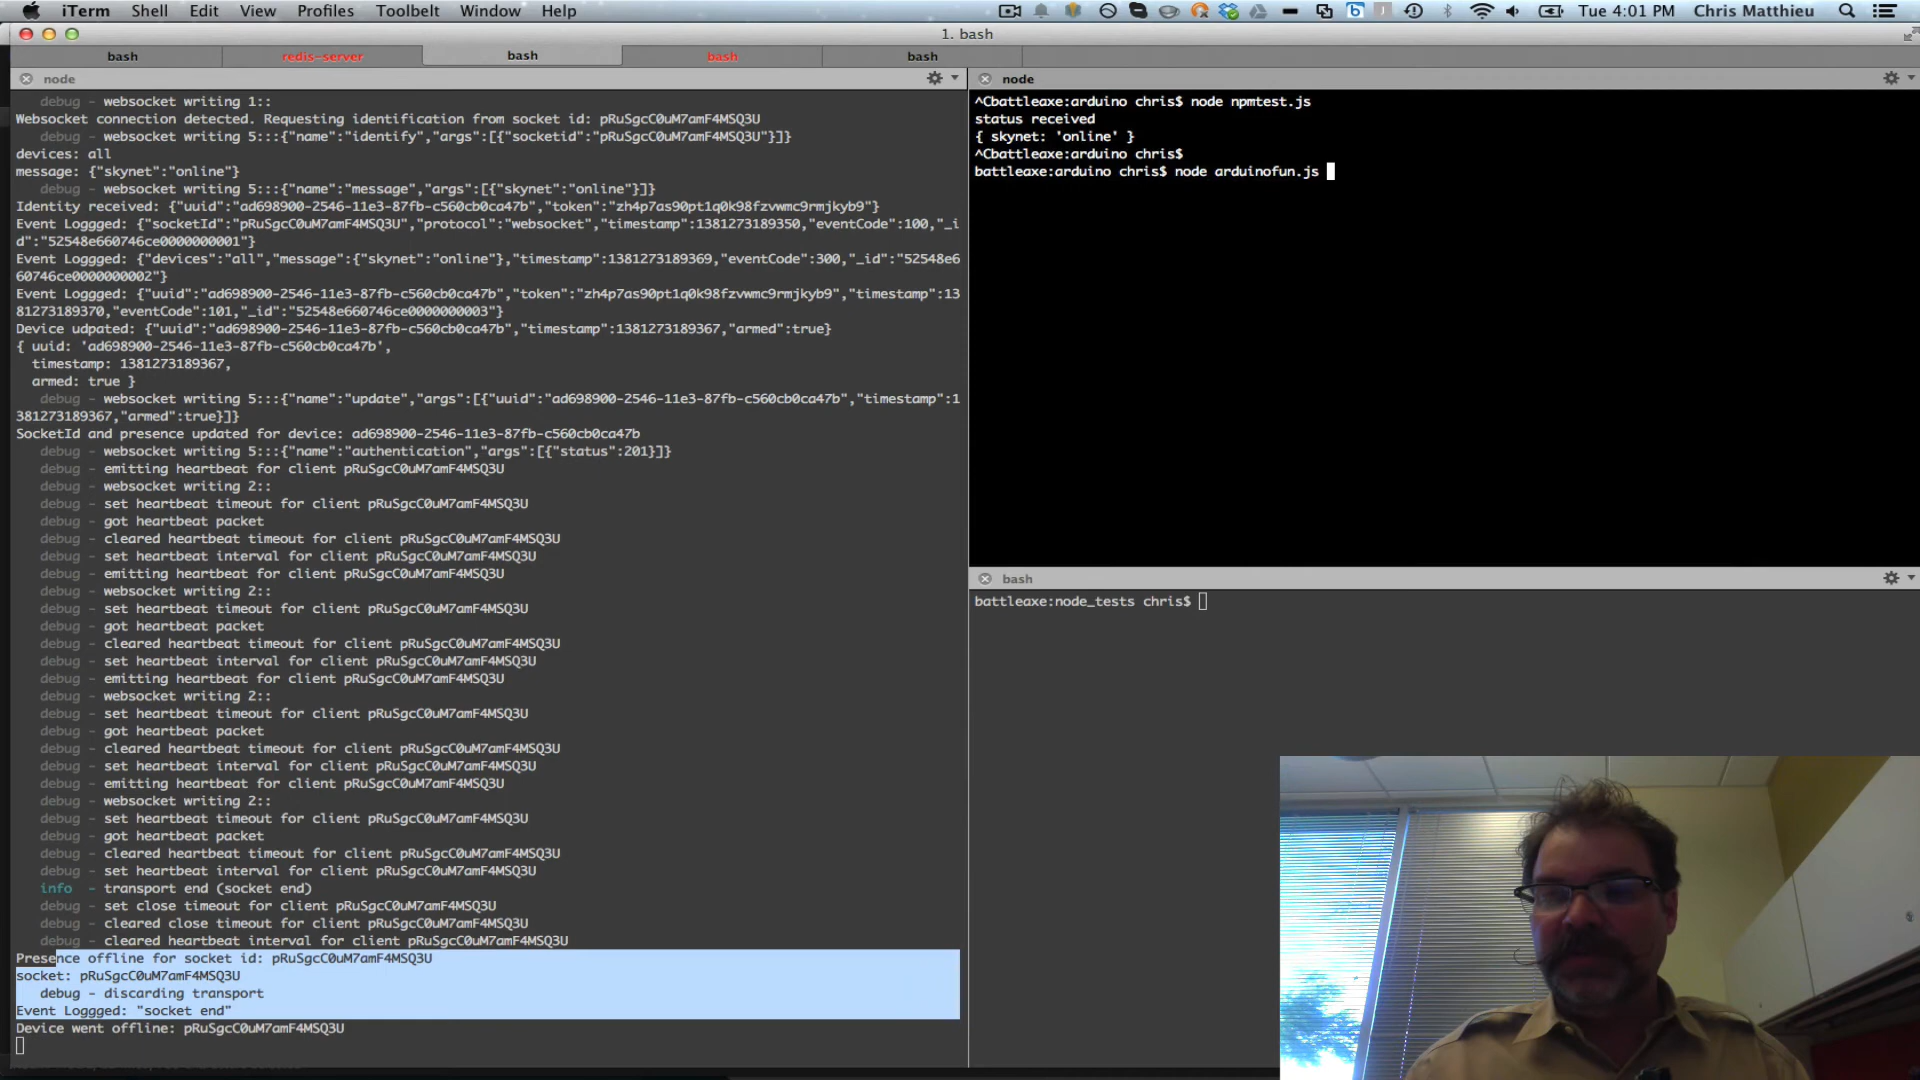 iTerm Shell Edit View Profiles Toolbelt Window Help Tue 4:01 PM Chris Matthieu
1. bash
bash redis-server bash bash bash
node
debug - websocket writing 1::
Websocket connection detected. Requesting identification from socket id: pRuSgcC0uM7amF4MSQ3U
debug - websocket writing 5:::{"name":"identify","args":[{"socketid":"pRuSgcC0uM7amF4MSQ3U"}]}
devices: all
message: {"skynet":"online"}
debug - websocket writing 5:::{"name":"message","args":[{"skynet":"online"}]}
Identity received: {"uuid":"ad698900-2546-11e3-87fb-c560cb0ca47b","token":"zh4p7as90pt1q0k98fzvwmc9rmjkyb9"}
Event Loggged: {"socketId":"pRuSgcC0uM7amF4MSQ3U","protocol":"websocket","timestamp":1381273189350,"eventCode":100,"_i
d":"52548e660746ce0000000001"}
Event Loggged: {"devices":"all","message":{"skynet":"online"},"timestamp":1381273189369,"eventCode":300,"_id":"52548e6
60746ce0000000002"}
Event Loggged: {"uuid":"ad698900-2546-11e3-87fb-c560cb0ca47b","token":"zh4p7as90pt1q0k98fzvwmc9rmjkyb9","timestamp":13
81273189370,"eventCode":101,"_id":"52548e660746ce0000000003"}
Device udpated: {"uuid":"ad698900-2546-11e3-87fb-c560cb0ca47b","timestamp":1381273189367,"armed":true}
{ uuid: 'ad698900-2546-11e3-87fb-c560cb0ca47b',
timestamp: 1381273189367,
armed: true }
debug - websocket writing 5:::{"name":"update","args":[{"uuid":"ad698900-2546-11e3-87fb-c560cb0ca47b","timestamp":1
381273189367,"armed":true}]}
SocketId and presence updated for device: ad698900-2546-11e3-87fb-c560cb0ca47b
debug - websocket writing 5:::{"name":"authentication","args":[{"status":201}]}
debug - emitting heartbeat for client pRuSgcC0uM7amF4MSQ3U
debug - websocket writing 2::
debug - set heartbeat timeout for client pRuSgcC0uM7amF4MSQ3U
debug - got heartbeat packet
debug - cleared heartbeat timeout for client pRuSgcC0uM7amF4MSQ3U
debug - set heartbeat interval for client pRuSgcC0uM7amF4MSQ3U
debug - emitting heartbeat for client pRuSgcC0uM7amF4MSQ3U
debug - websocket writing 2::
debug - set heartbeat timeout for client pRuSgcC0uM7amF4MSQ3U
debug - got heartbeat packet
debug - cleared heartbeat timeout for client pRuSgcC0uM7amF4MSQ3U
debug - set heartbeat interval for client pRuSgcC0uM7amF4MSQ3U
debug - emitting heartbeat for client pRuSgcC0uM7amF4MSQ3U
debug - websocket writing 2::
debug - set heartbeat timeout for client pRuSgcC0uM7amF4MSQ3U
debug - got heartbeat packet
debug - cleared heartbeat timeout for client pRuSgcC0uM7amF4MSQ3U
debug - set heartbeat interval for client pRuSgcC0uM7amF4MSQ3U
debug - emitting heartbeat for client pRuSgcC0uM7amF4MSQ3U
debug - websocket writing 2::
debug - set heartbeat timeout for client pRuSgcC0uM7amF4MSQ3U
debug - got heartbeat packet
debug - cleared heartbeat timeout for client pRuSgcC0uM7amF4MSQ3U
debug - set heartbeat interval for client pRuSgcC0uM7amF4MSQ3U
info - transport end (socket end)
debug - set close timeout for client pRuSgcC0uM7amF4MSQ3U
debug - cleared close timeout for client pRuSgcC0uM7amF4MSQ3U
debug - cleared heartbeat interval for client pRuSgcC0uM7amF4MSQ3U
Presence offline for socket id: pRuSgcC0uM7amF4MSQ3U
socket: pRuSgcC0uM7amF4MSQ3U
debug - discarding transport
Event Loggged: "socket end"
Device went offline: pRuSgcC0uM7amF4MSQ3U
node
^Cbattleaxe:arduino chris$ node npmtest.js
status received
{ skynet: 'online' }
^Cbattleaxe:arduino chris$
battleaxe:arduino chris$ node arduinofun.js
bash
battleaxe:node_tests chris$